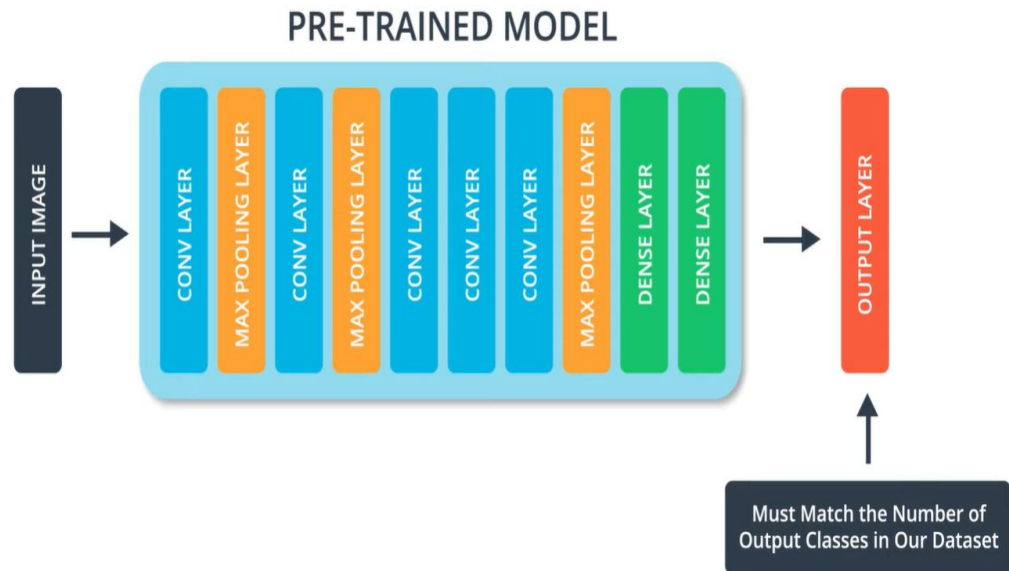 PRE-TRAINED MODEL
INPUT IMAGE
CONV LAYER
MAX POOLING LAYER
CONV LAYER
MAX POOLING LAYER
CONV LAYER
CONV LAYER
CONV LAYER
MAX POOLING LAYER
DENSE LAYER
DENSE LAYER
OUTPUT LAYER
Must Match the Number of
Output Classes in Our Dataset